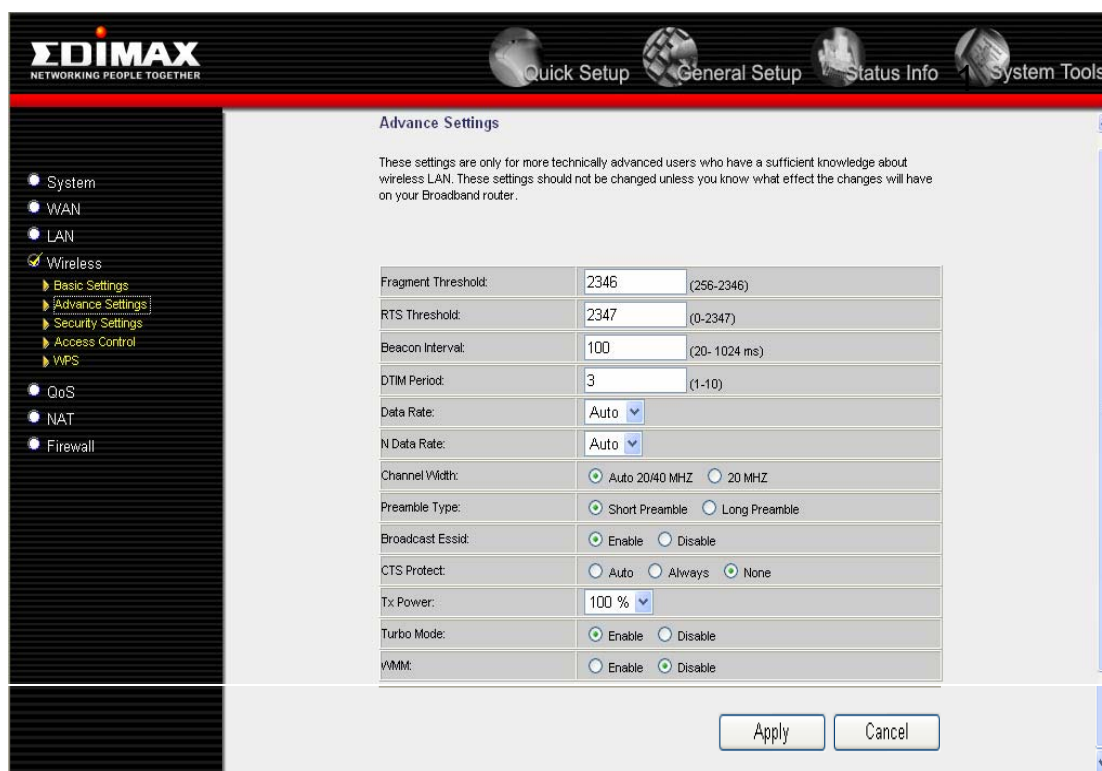 EDIMAX
NETWORKING PEOPLE TOGETHER
Quick Setup
General Setup
Status Info
1
System Tools
System
WAN
LAN
Wireless
Basic Settings
Advance Settings
Security Settings
Access Control
WPS
QoS
NAT
Firewall
Advance Settings
These settings are only for more technically advanced users who have a sufficient knowledge about
wireless LAN. These settings should not be changed unless you know what effect the changes will have
on your Broadband router.
Fragment Threshold: 2346 (256-2346)
RTS Threshold: 2347 (0-2347)
Beacon Interval: 100 (20- 1024 ms)
DTIM Period: 3 (1-10)
Data Rate: Auto
N Data Rate: Auto
Channel Width: Auto 20/40 MHZ 20 MHZ
Preamble Type: Short Preamble Long Preamble
Broadcast Essid: Enable Disable
CTS Protect: Auto Always None
Tx Power: 100 %
Turbo Mode: Enable Disable
WMM: Enable Disable
Apply Cancel